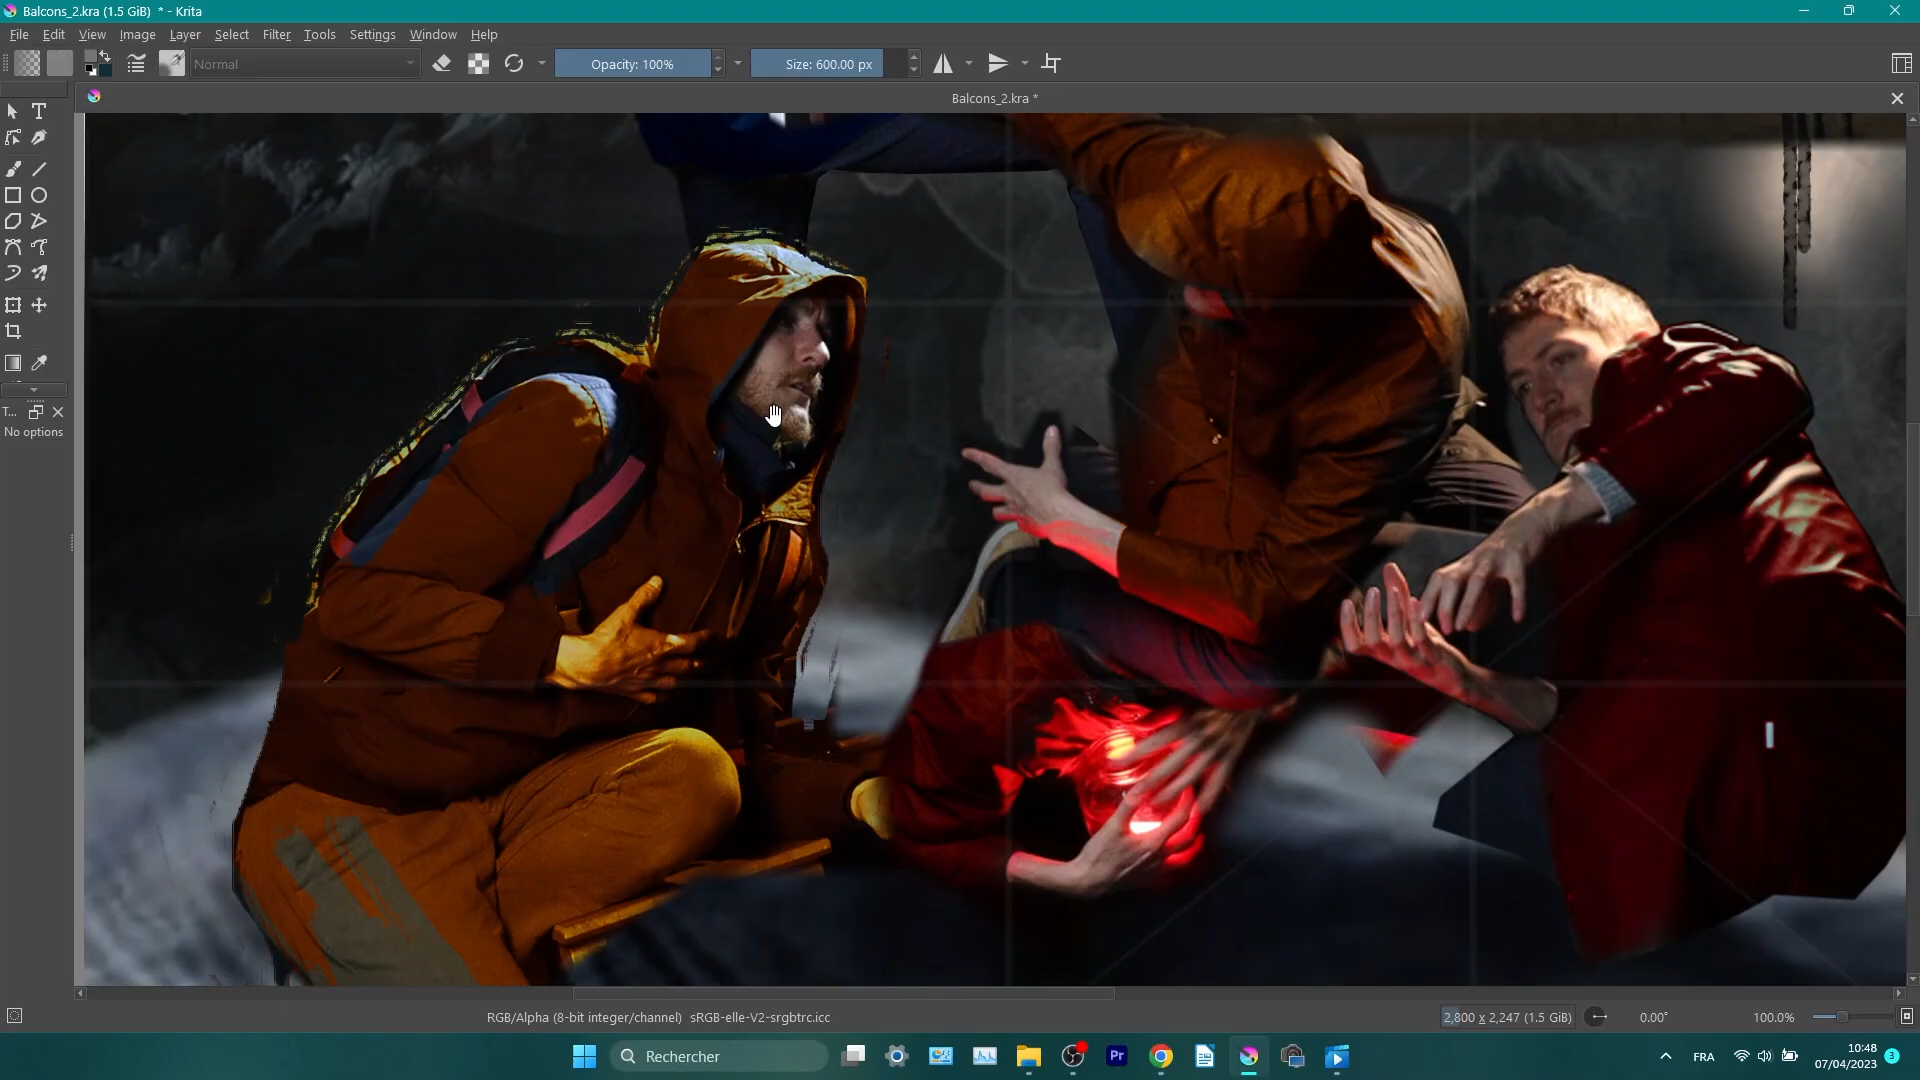 Balcons_2.kra (1.5 GiB) * - Krita
File Edit View Image Layer Select Filter Tools Settings Window Help
Normal
Opacity: 100%
Size: 600.00 px
Balcons_2.kra *
T...
No options
RGB/Alpha (8-bit integer/channel) sRGB-elle-V2-srgbtrc.icc
2,800 x 2,247 (1.5 GiB)
0.00°
100.0%
Rechercher
Pr
FRA
10:48
07/04/2023
3